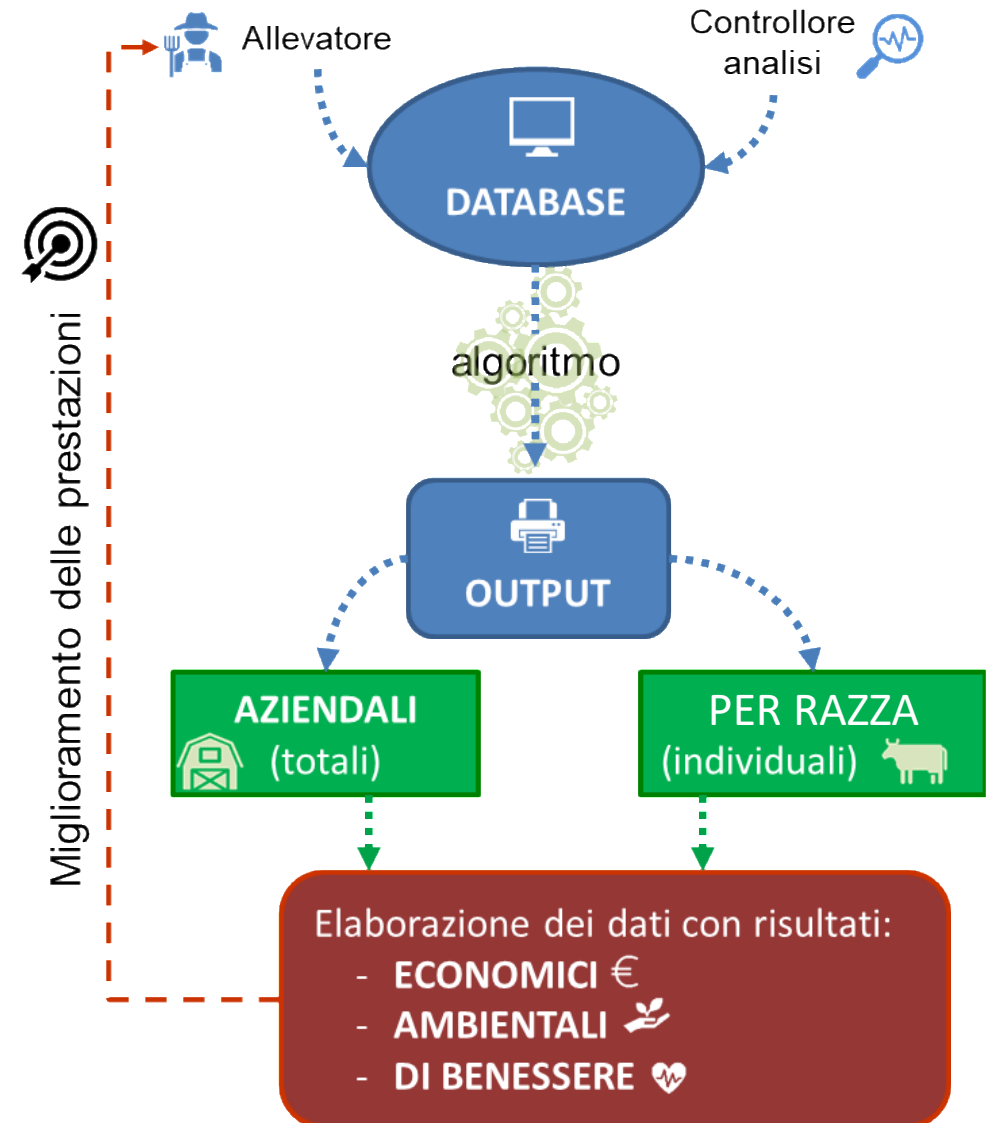 Allevatore
Controllore
analisi
DATABASE
algoritmo
OUTPUT
AZIENDALI
(totali)
PER RAZZA
(individuali)
Elaborazione dei dati con risultati:
- ECONOMICI €
- AMBIENTALI
- DI BENESSERE
Miglioramento delle prestazioni